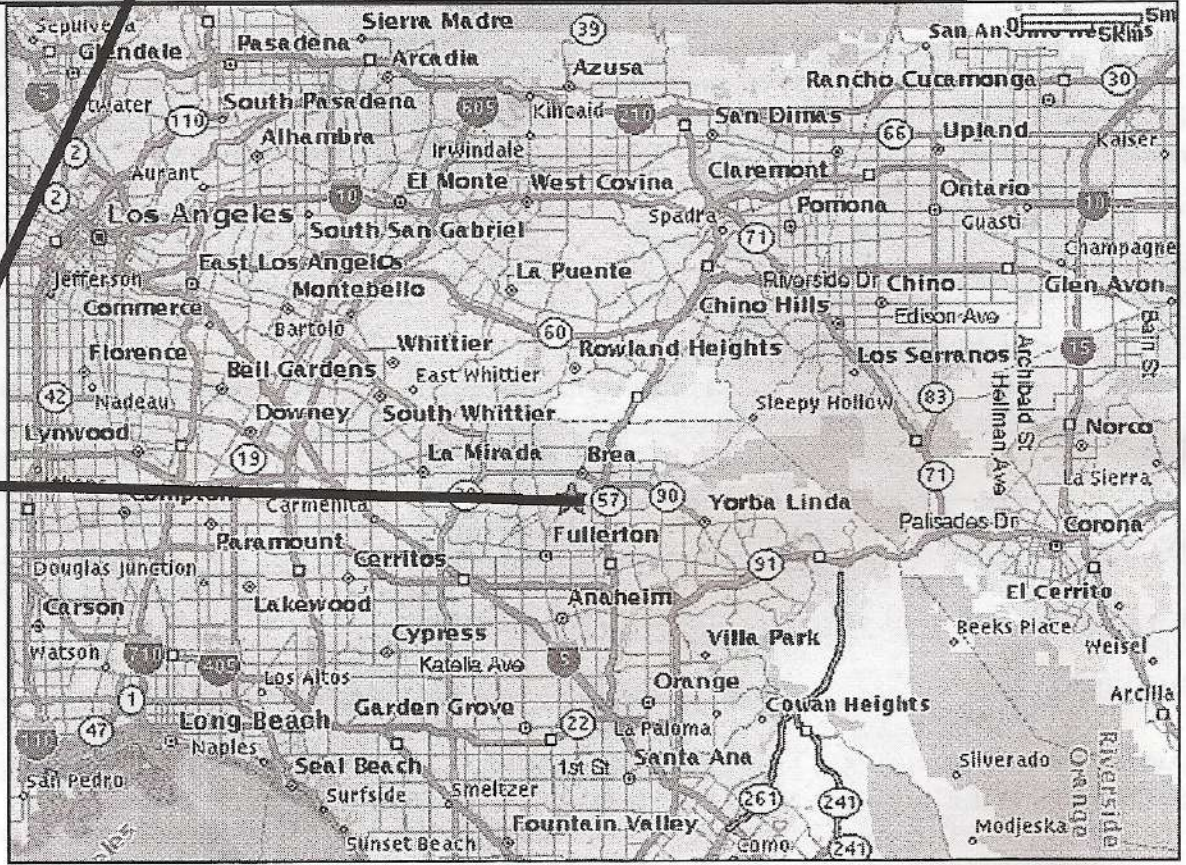 Sepulveda
Sierra Madre
39
San Antonio Heights
0
5m
5km
Glendale
Pasadena
Arcadia
Azusa
Rancho Cucamonga
30
5
South Pasadena
605
Kincaid
210
San Dimas
110
Alhambra
Irwindale
66
Upland
Kaiser
2
Aurant
El Monte
West Covina
Claremont
Ontario
2
10
10
Los Angeles
South San Gabriel
Spadra
Pomona
Guasti
71
Champagne
Jefferson
East Los Angeles
La Puente
Riverside Dr
Chino
Glen Avon
Commerce
Montebello
Chino Hills
Edison Ave
Bartolo
60
Florence
Whittier
Rowland Heights
Los Serranos
15
Bain St
Bell Gardens
East Whittier
Archibald St
Hellman Ave
42
Nadeau
Downey
South Whittier
Sleepy Hollow
83
Lynwood
Norco
19
La Mirada
Brea
71
La Sierra
Compton
Carmenita
57
90
Yorba Linda
Palisades Dr
Corona
Paramount
Fullerton
Douglas Junction
Cerritos
91
Carson
Lakewood
Anaheim
El Cerrito
Cypress
Villa Park
Beeks Place
Weisel
Watson
710
405
Katella Ave
5
Los Altos
Orange
Arcilla
1
Cowan Heights
47
Long Beach
Garden Grove
22
La Paloma
110
Naples
Santa Ana
San Pedro
Seal Beach
1st St
Silverado
Surfside
Smeltzer
261
241
Orange
Riverside
Fountain Valley
Modjeska
Sunset Beach
Como
241